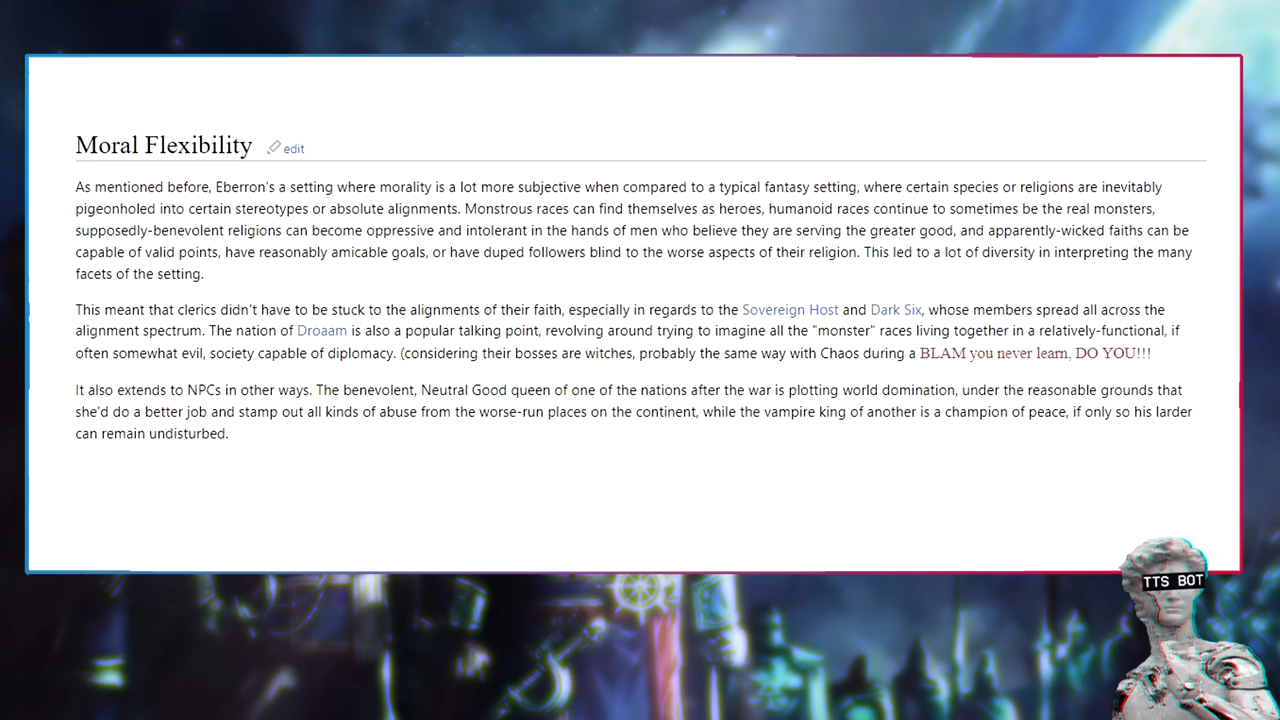 Moral Flexibility edit
As mentioned before, Eberron's a setting where morality is a lot more subjective when compared to a typical fantasy setting, where certain species or religions are inevitably
pigeonholed into certain stereotypes or absolute alignments. Monstrous races can find themselves as heroes, humanoid races continue to sometimes be the real monsters,
supposedly-benevolent religions can become oppressive and intolerant in the hands of men who believe they are serving the greater good, and apparently-wicked faiths can be
capable of valid points, have reasonably amicable goals, or have duped followers blind to the worse aspects of their religion. This led to a lot of diversity in interpreting the many
facets of the setting.
This meant that clerics didn't have to be stuck to the alignments of their faith, especially in regards to the Sovereign Host and Dark Six, whose members spread all across the
alignment spectrum. The nation of Droaam is also a popular talking point, revolving around trying to imagine all the "monster" races living together in a relatively-functional, if
often somewhat evil, society capable of diplomacy. (considering their bosses are witches, probably the same way with Chaos during a BLAM you never learn, DO YOU!!!
It also extends to NPCs in other ways. The benevolent, Neutral Good queen of one of the nations after the war is plotting world domination, under the reasonable grounds that
she'd do a better job and stamp out all kinds of abuse from the worse-run places on the continent, while the vampire king of another is a champion of peace, if only so his larder
can remain undisturbed.
TTS BOT